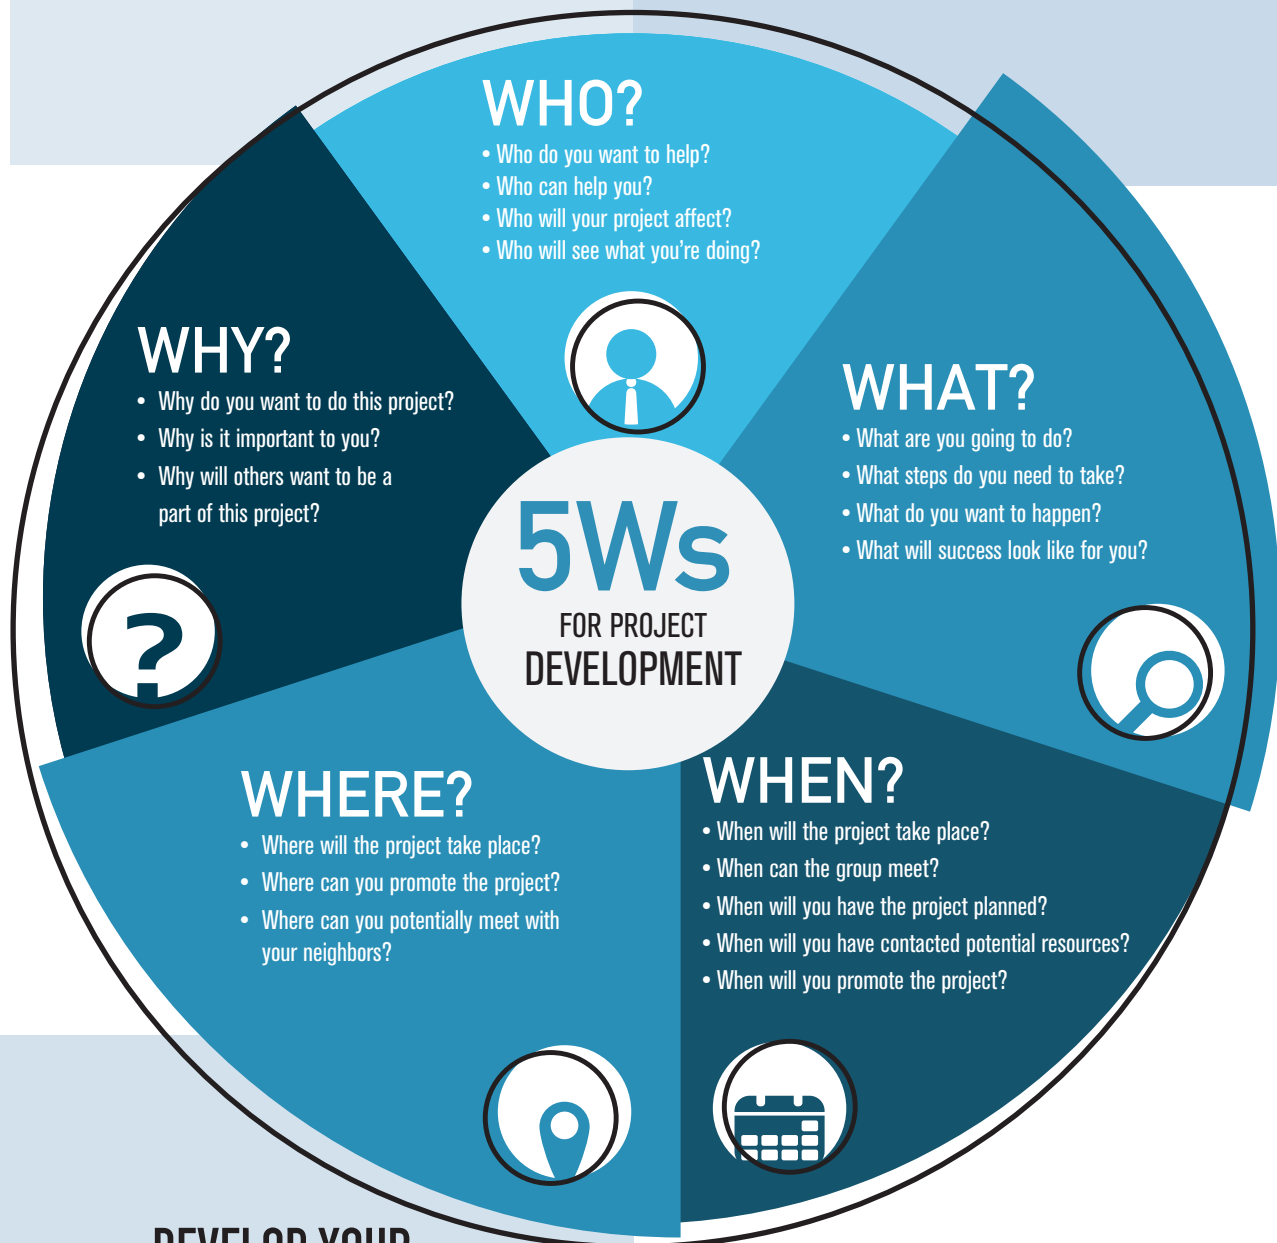 WHO?
• Who do you want to help?
• Who can help you?
• Who will your project affect?
• Who will see what you're doing?
WHY?
• Why do you want to do this project?
• Why is it important to you?
• Why will others want to be a
part of this project?
WHAT?
• What are you going to do?
• What steps do you need to take?
• What do you want to happen?
• What will success look like for you?
5Ws
FOR PROJECT
DEVELOPMENT
WHERE?
• Where will the project take place?
• Where can you promote the project?
• Where can you potentially meet with
your neighbors?
WHEN?
• When will the project take place?
• When can the group meet?
• When will you have the project planned?
• When will you have contacted potential resources?
• When will you promote the project?
DEVELOP YOUR